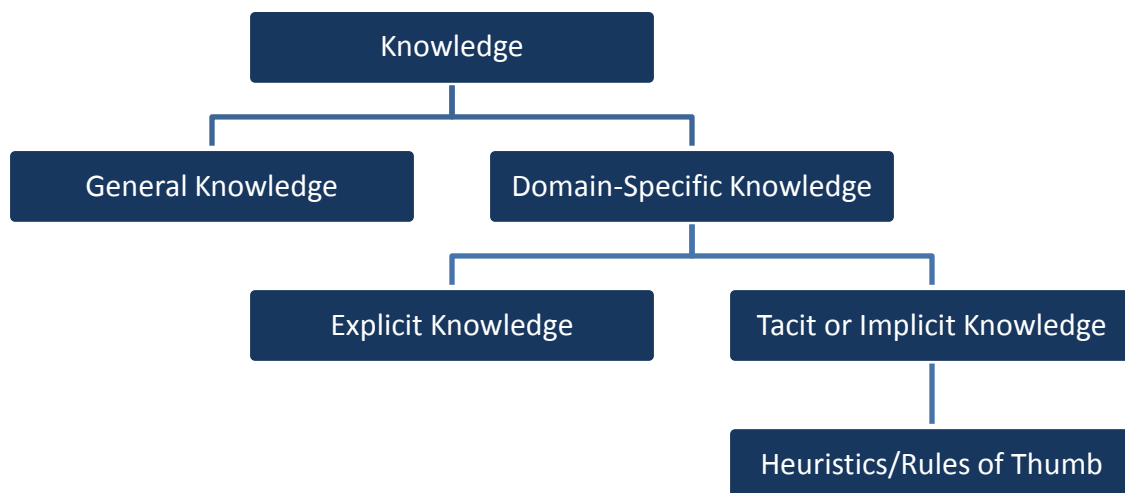 Knowledge
General Knowledge
Domain-Specific Knowledge
Explicit Knowledge
Tacit or Implicit Knowledge
Heuristics/Rules of Thumb